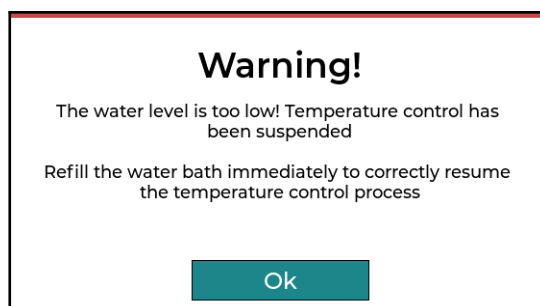 Warning!
The water level is too low! Temperature control has
been suspended
Refill the water bath immediately to correctly resume
the temperature control process
Ok